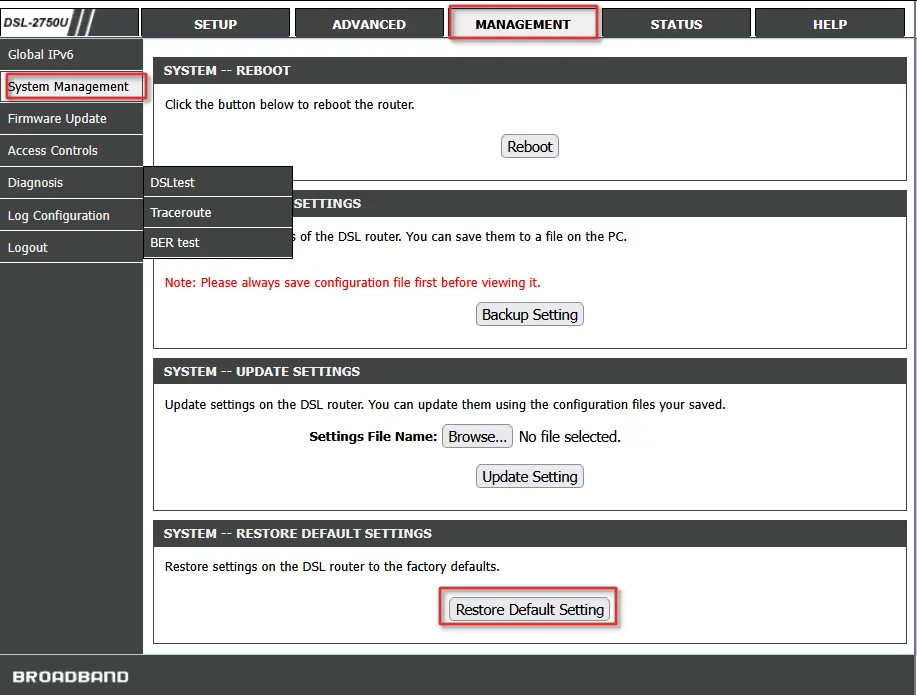 DSL-2750U
SETUP
ADVANCED
MANAGEMENT
STATUS
HELP
Global IPv6
System Management
Firmware Update
Access Controls
Diagnosis
Log Configuration
Logout
DSLtest
Traceroute
BER test
SYSTEM -- REBOOT
Click the button below to reboot the router.
Reboot
SETTINGS
s of the DSL router. You can save them to a file on the PC.
Note: Please always save configuration file first before viewing it.
Backup Setting
SYSTEM -- UPDATE SETTINGS
Update settings on the DSL router. You can update them using the configuration files your saved.
Settings File Name: Browse... No file selected.
Update Setting
SYSTEM -- RESTORE DEFAULT SETTINGS
Restore settings on the DSL router to the factory defaults.
Restore Default Setting
BROADBAND